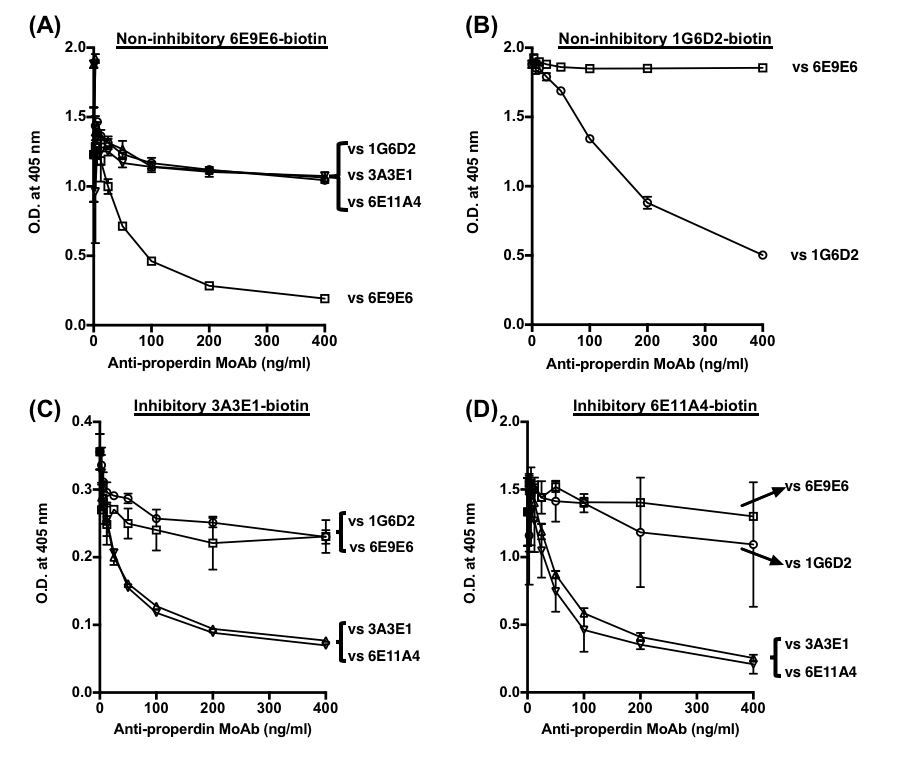 (A)
Non-inhibitory 6E9E6-biotin
2.0
1.5
1.0
0.5
0.0
O.D. at 405 nm
vs 1G6D2
vs 3A3E1
vs 6E11A4
vs 6E9E6
0 100 200 300 400
Anti-properdin MoAb (ng/ml)
(B)
Non-inhibitory 1G6D2-biotin
2.0
1.5
1.0
0.5
0.0
O.D. at 405 nm
vs 6E9E6
vs 1G6D2
0 100 200 300 400
Anti-properdin MoAb (ng/ml)
(C)
Inhibitory 3A3E1-biotin
0.4
0.3
0.2
0.1
0.0
O.D. at 405 nm
vs 1G6D2
vs 6E9E6
vs 3A3E1
vs 6E11A4
0 100 200 300 400
Anti-properdin MoAb (ng/ml)
(D)
Inhibitory 6E11A4-biotin
2.0
1.5
1.0
0.5
0.0
O.D. at 405 nm
vs 6E9E6
vs 1G6D2
vs 3A3E1
vs 6E11A4
0 100 200 300 400
Anti-properdin MoAb (ng/ml)